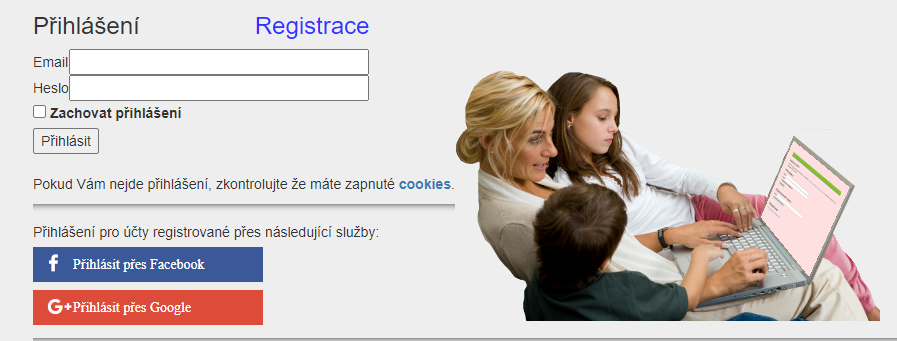 Přihlášení Registrace
Email
Heslo
Zachovat přihlášení
Přihlásit
Pokud Vám nejde přihlášení, zkontrolujte že máte zapnuté cookies.
Přihlášení pro účty registrované přes následující služby:
Přihlásit přes Facebook
G+Přihlásit přes Google